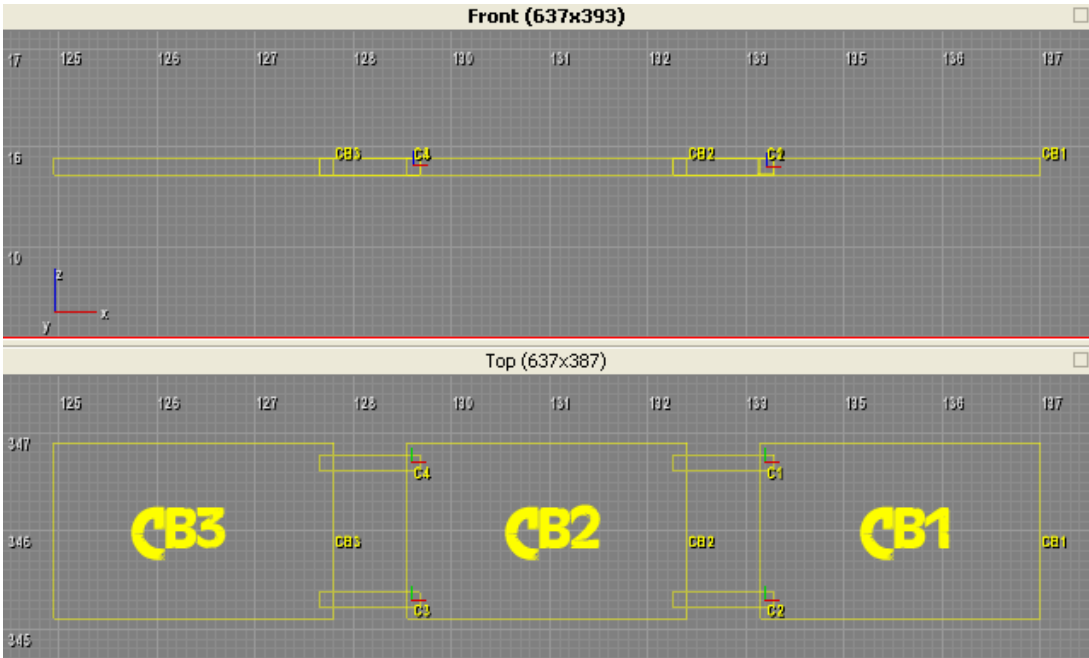 Front (637x393)
17 125 126 127 128 130 131 132 133 135 136 137
16 CB3 C4 CB2 C2 CB1
z
x
y
Top (637x387)
125 126 127 128 130 131 132 133 135 136 137
347
C4 C1
CB3 CB2 CB1
346 CB3 CB2 CB1
C3 C2
345